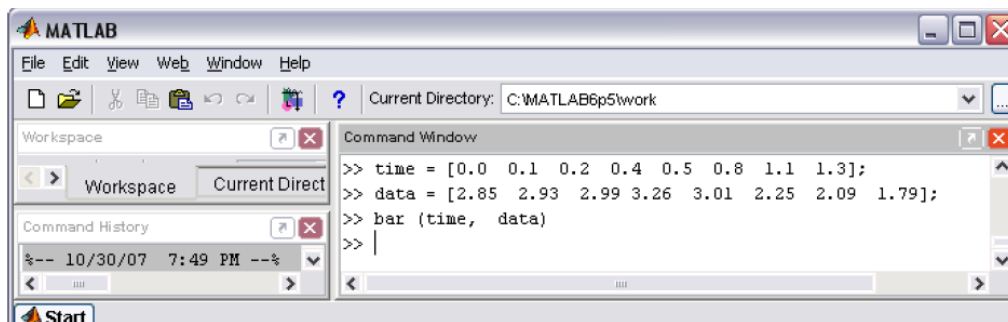 MATLAB
File Edit View Web Window Help
? Current Directory: C:\MATLAB6p5\work ...
Workspace
Workspace Current Direct
Command History
%-- 10/30/07 7:49 PM --%
Command Window
>> time = [0.0 0.1 0.2 0.4 0.5 0.8 1.1 1.3];
>> data = [2.85 2.93 2.99 3.26 3.01 2.25 2.09 1.79];
>> bar (time, data)
>>
Start